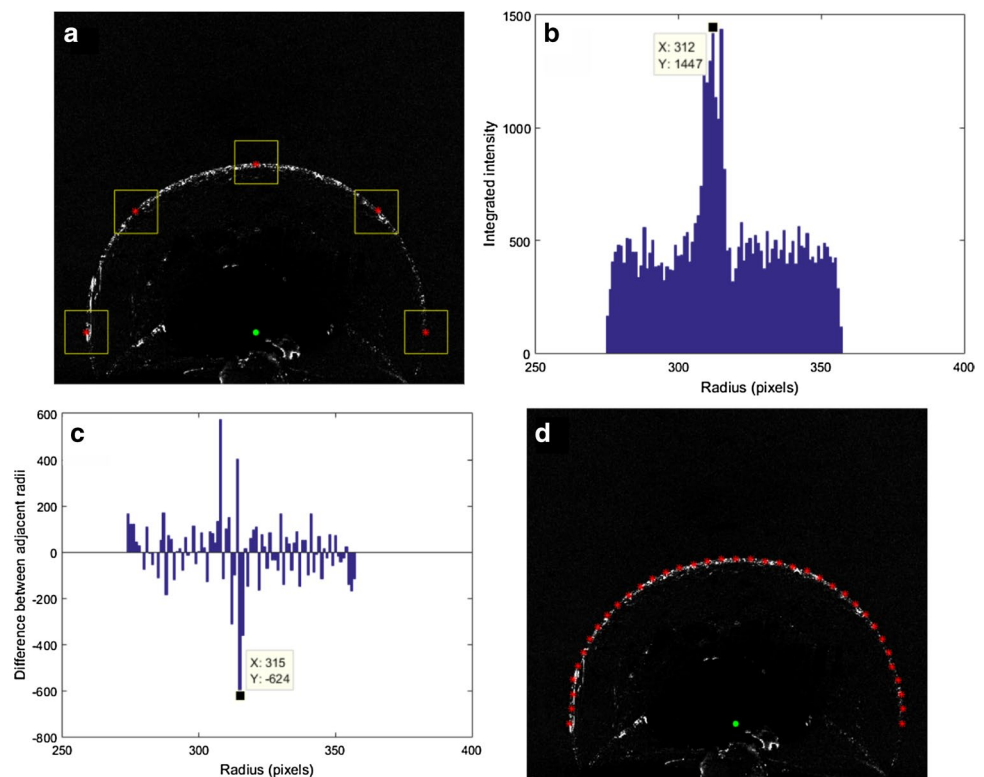 a
b
X: 312
Y: 1447
1500
1000
500
0
Integrated intensity
250
300
350
400
Radius (pixels)
c
600
400
200
0
-200
-400
-600
-800
Difference between adjacent radii
X: 315
Y: -624
250
300
350
400
Radius (pixels)
d